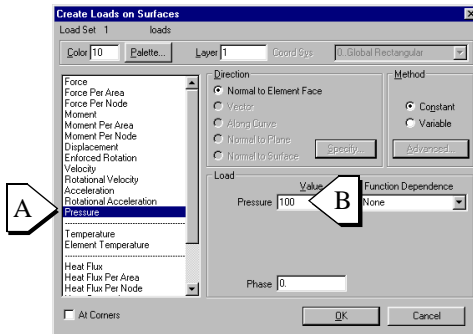 Create Loads on Surfaces
Load Set 1 loads
Color 10 Palette... Layer 1 Coord Sys 0..Global Rectangular
Force
Force Per Area
Force Per Node
Moment
Moment Per Area
Moment Per Node
Displacement
Enforced Rotation
Velocity
Rotational Velocity
Acceleration
Rotational Acceleration
Pressure
Temperature
Element Temperature
Heat Flux
Heat Flux Per Area
Heat Flux Per Node
Direction
Normal to Element Face
Vector
Along Curve
Normal to Plane
Normal to Surface
Specify...
Method
Constant
Variable
Advanced...
Load
Value Function Dependence
Pressure 100 None
Phase 0.
A
B
At Corners
OK Cancel